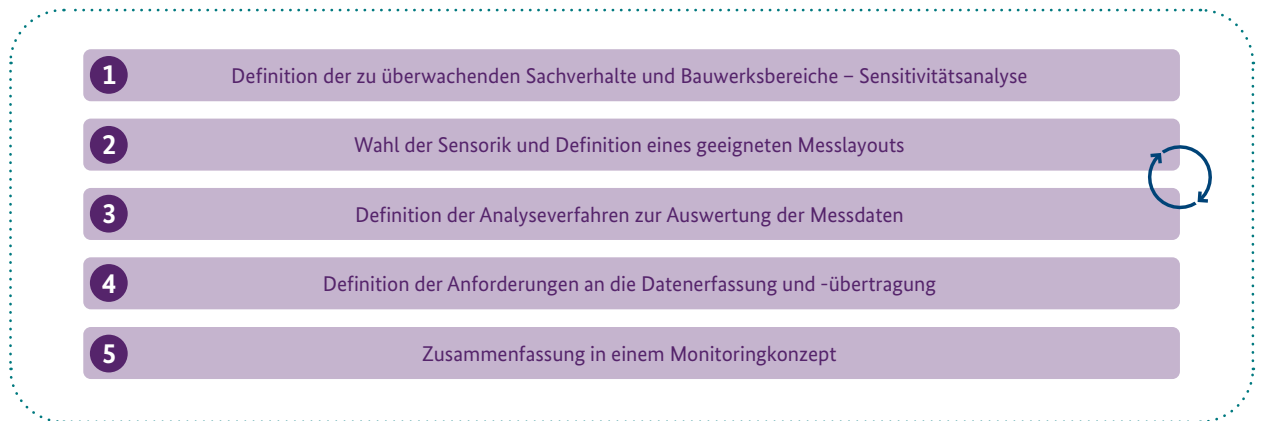 1 Definition der zu überwachenden Sachverhalte und Bauwerksbereiche – Sensitivitätsanalyse
2 Wahl der Sensorik und Definition eines geeigneten Messlayouts
3 Definition der Analyseverfahren zur Auswertung der Messdaten
4 Definition der Anforderungen an die Datenerfassung und -übertragung
5 Zusammenfassung in einem Monitoringkonzept